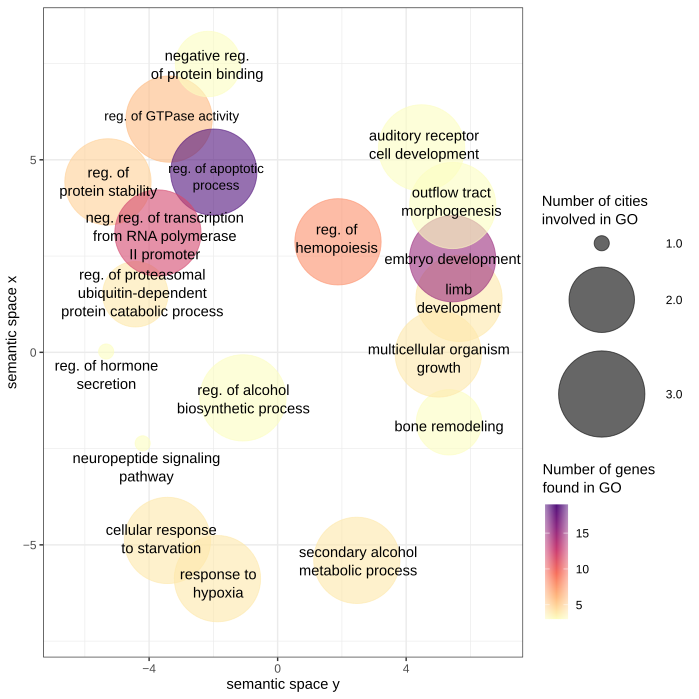 negative reg.
of protein binding
reg. of GTPase activity
auditory receptor
cell development
5
reg. of apoptotic
process
reg. of
protein stability
outflow tract
morphogenesis
neg. reg. of transcription
from RNA polymerase
II promoter
reg. of
hemopoiesis
embryo development
reg. of proteasomal
ubiquitin-dependent
protein catabolic process
limb
development
semantic space x
0
multicellular organism
growth
reg. of hormone
secretion
reg. of alcohol
biosynthetic process
bone remodeling
neuropeptide signaling
pathway
−5
cellular response
to starvation
response to
hypoxia
secondary alcohol
metabolic process
−4
0
4
semantic space y
Number of cities
involved in GO
1.0
2.0
3.0
Number of genes
found in GO
15
10
5